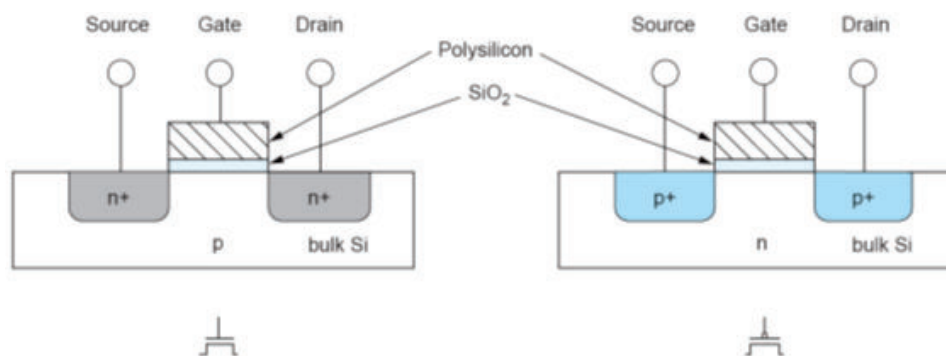 Source Gate Drain Source Gate Drain
Polysilicon
SiO2
n+ n+ p+ p+
p bulk Si n bulk Si